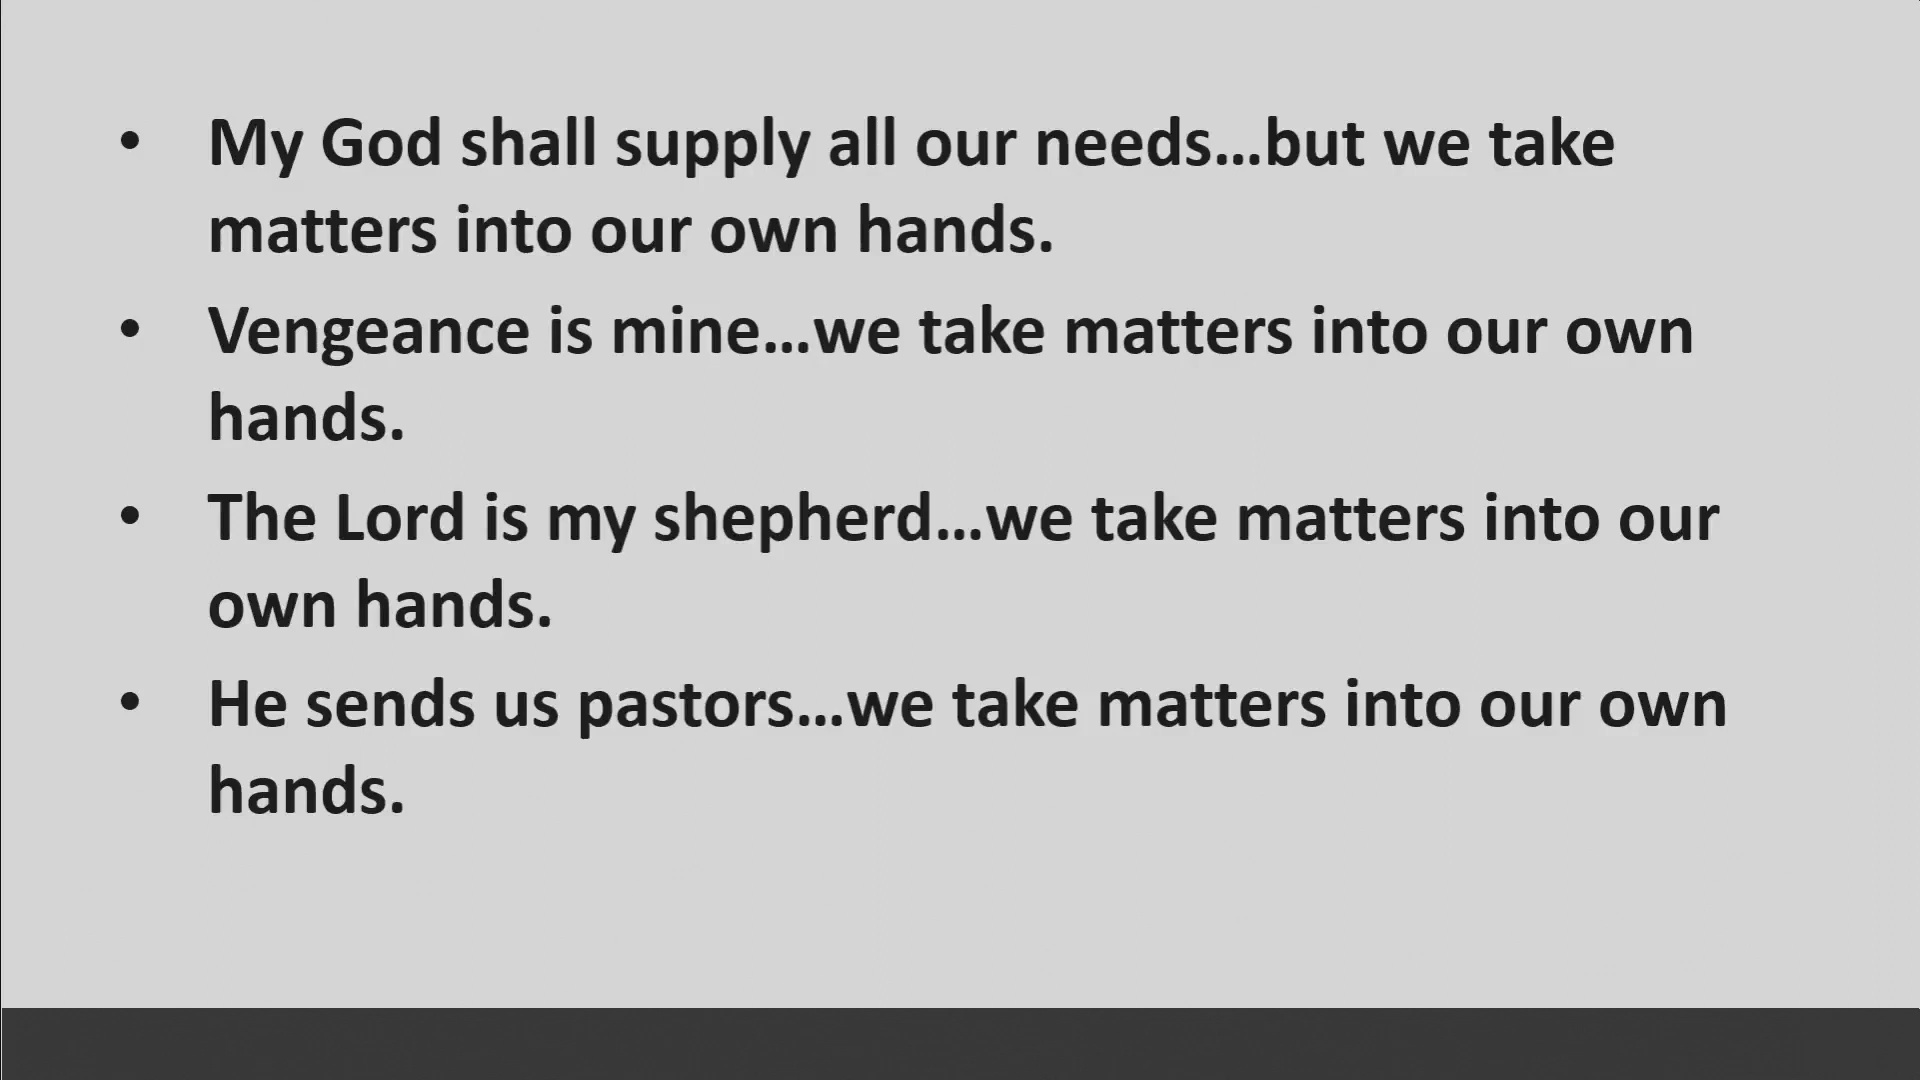 • My God shall supply all our needs...but we take
matters into our own hands.
• Vengeance is mine...we take matters into our own
hands.
• The Lord is my shepherd...we take matters into our
own hands.
• He sends us pastors...we take matters into our own
hands.